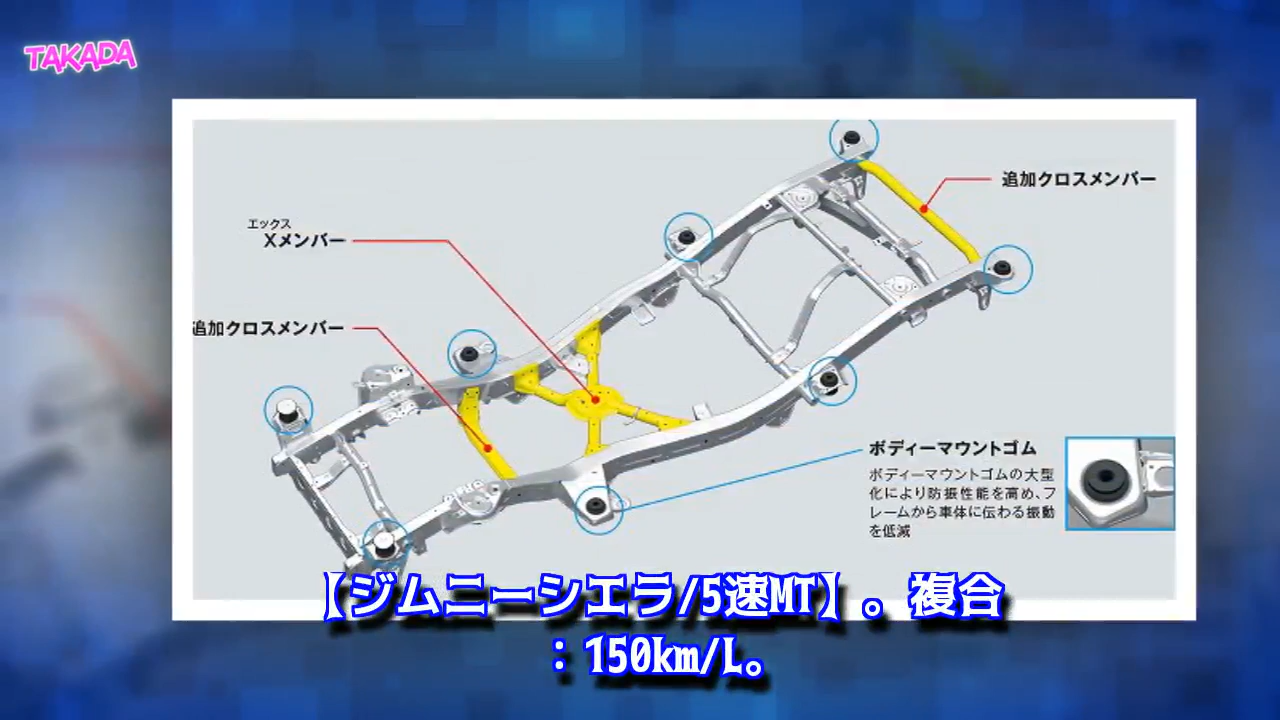 TAKADA
追加クロスメンバー
エックス
Xメンバー
追加クロスメンバー
ボディーマウントゴム
ボディーマウントゴムの大型
化により防振性能を高め、フ
レームから車体に伝わる振動
を低減
【ジムニーシエラ/5速MT】。複合
：150km/L。